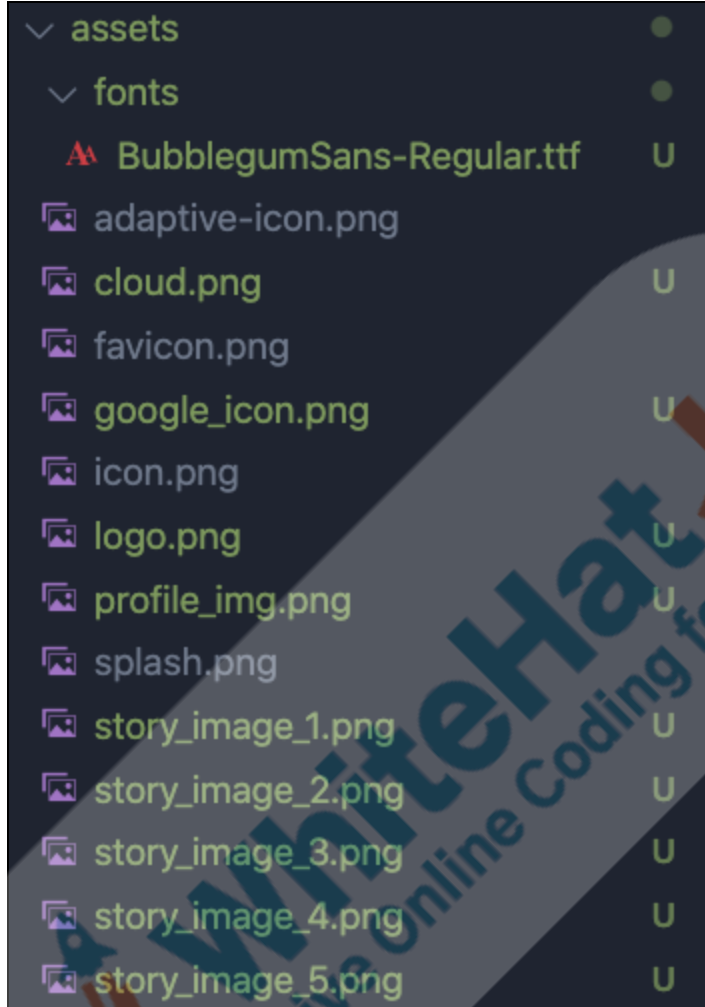 assets
fonts
BubblegumSans-Regular.ttf U
adaptive-icon.png
cloud.png U
favicon.png
google_icon.png U
icon.png
logo.png U
profile_img.png U
splash.png
story_image_1.png U
story_image_2.png U
story_image_3.png U
story_image_4.png U
story_image_5.png U
WhiteHat
Online Coding